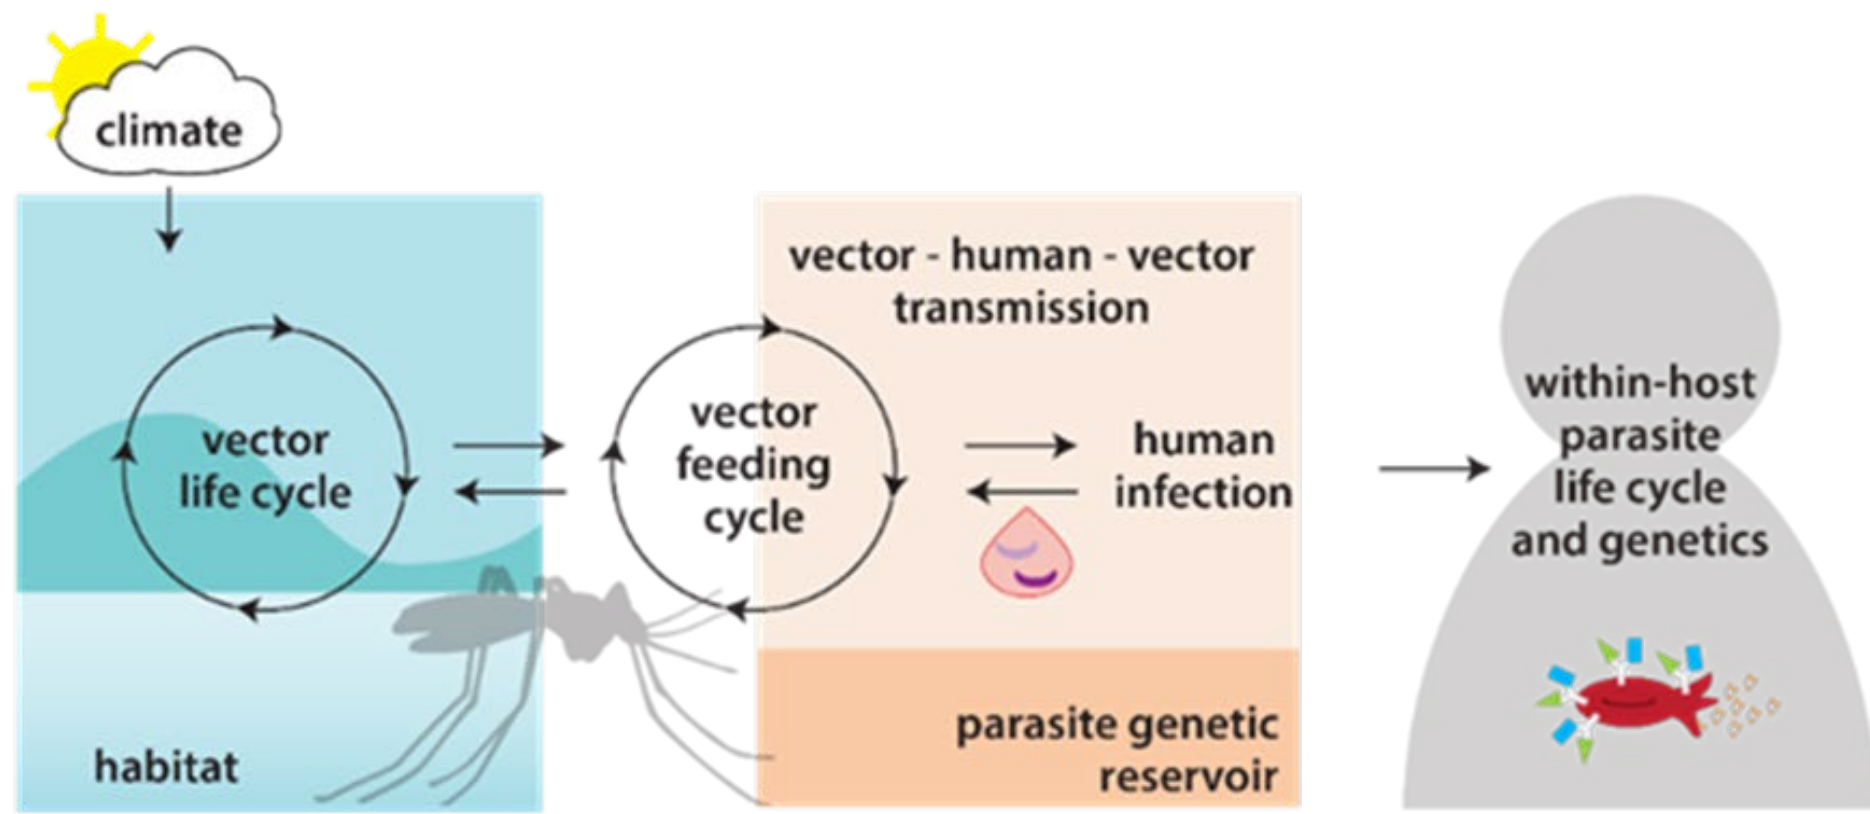 climate
vector
life cycle
habitat
vector
feeding
cycle
vector - human - vector
transmission
human
infection
parasite genetic
reservoir
within-host
parasite
life cycle
and genetics